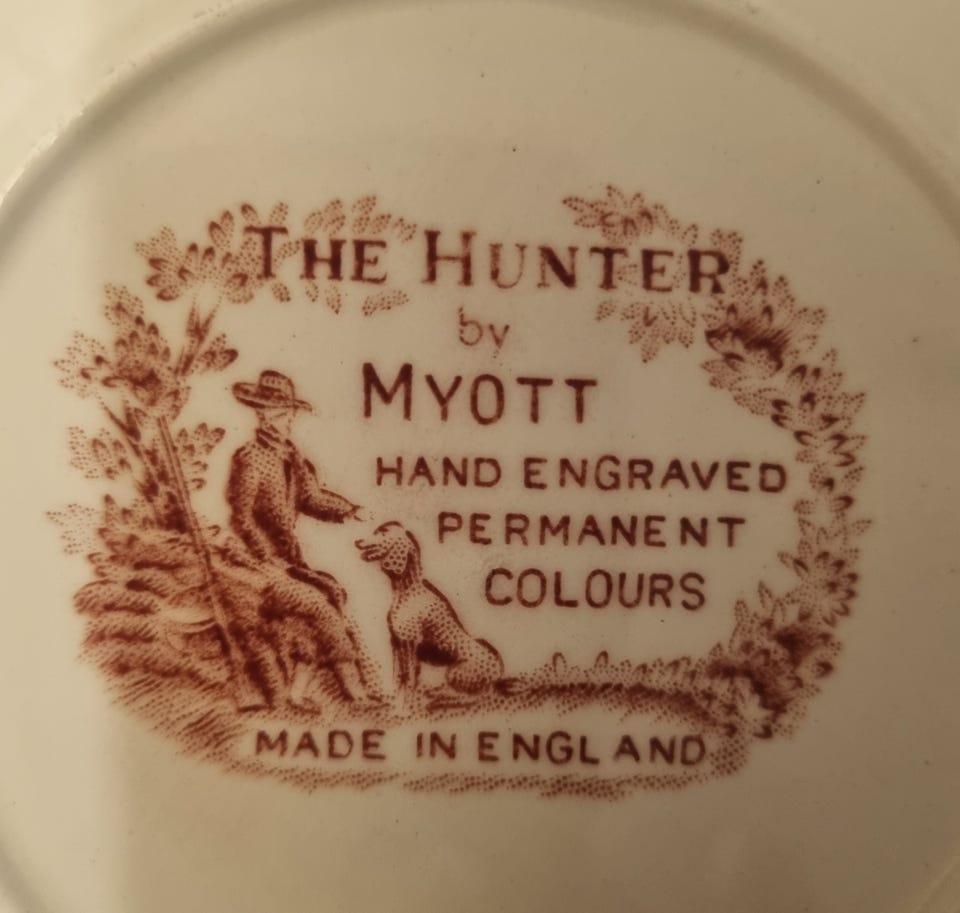 THE HUNTER
by
MYOTT
HAND ENGRAVED
PERMANENT
COLOURS
MADE IN ENGLAND